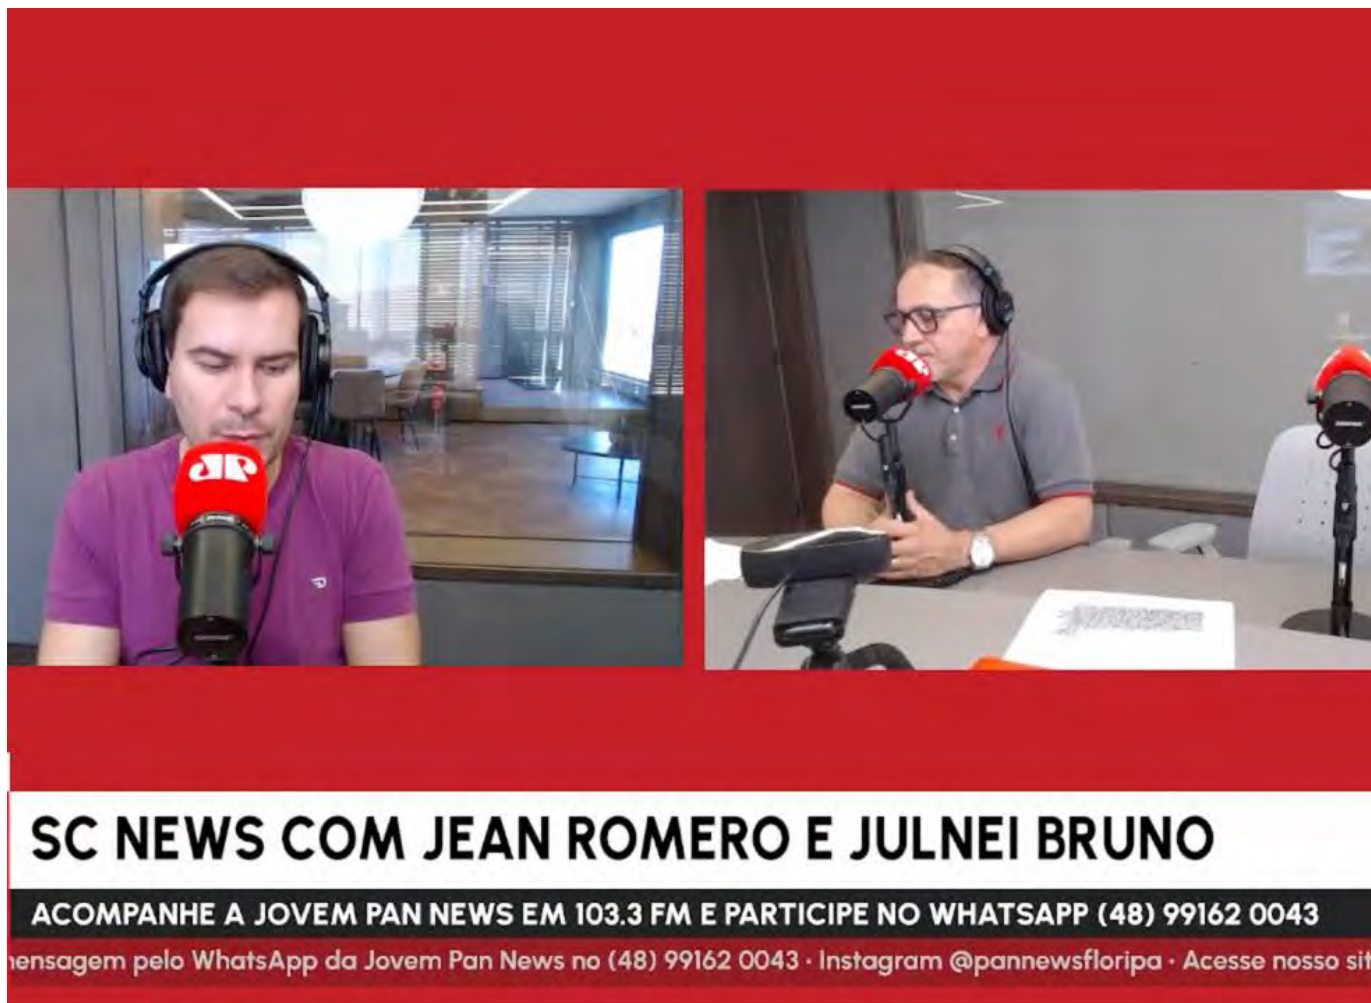 JP
SC NEWS COM JEAN ROMERO E JULNEI BRUNO
ACOMPANHE A JOVEM PAN NEWS EM 103.3 FM E PARTICIPE NO WHATSAPP (48) 99162 0043
ensagem pelo WhatsApp da Jovem Pan News no (48) 99162 0043 · Instagram @pannewsfloripa · Acesse nosso sit